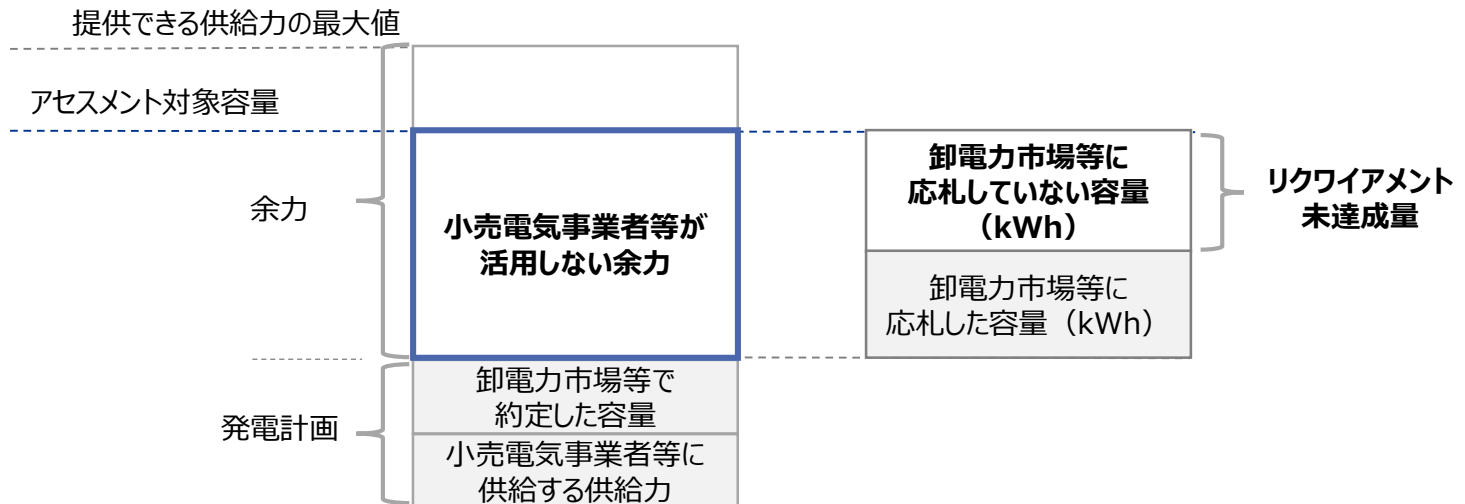 提供できる供給力の最大値
アセスメント対象容量
余力
小売電気事業者等が
活用しない余力
卸電力市場等に
応札していない容量
（kWh）
リクワイアメント
未達成量
卸電力市場等に
応札した容量（kWh）
発電計画
卸電力市場等で
約定した容量
小売電気事業者等に
供給する供給力